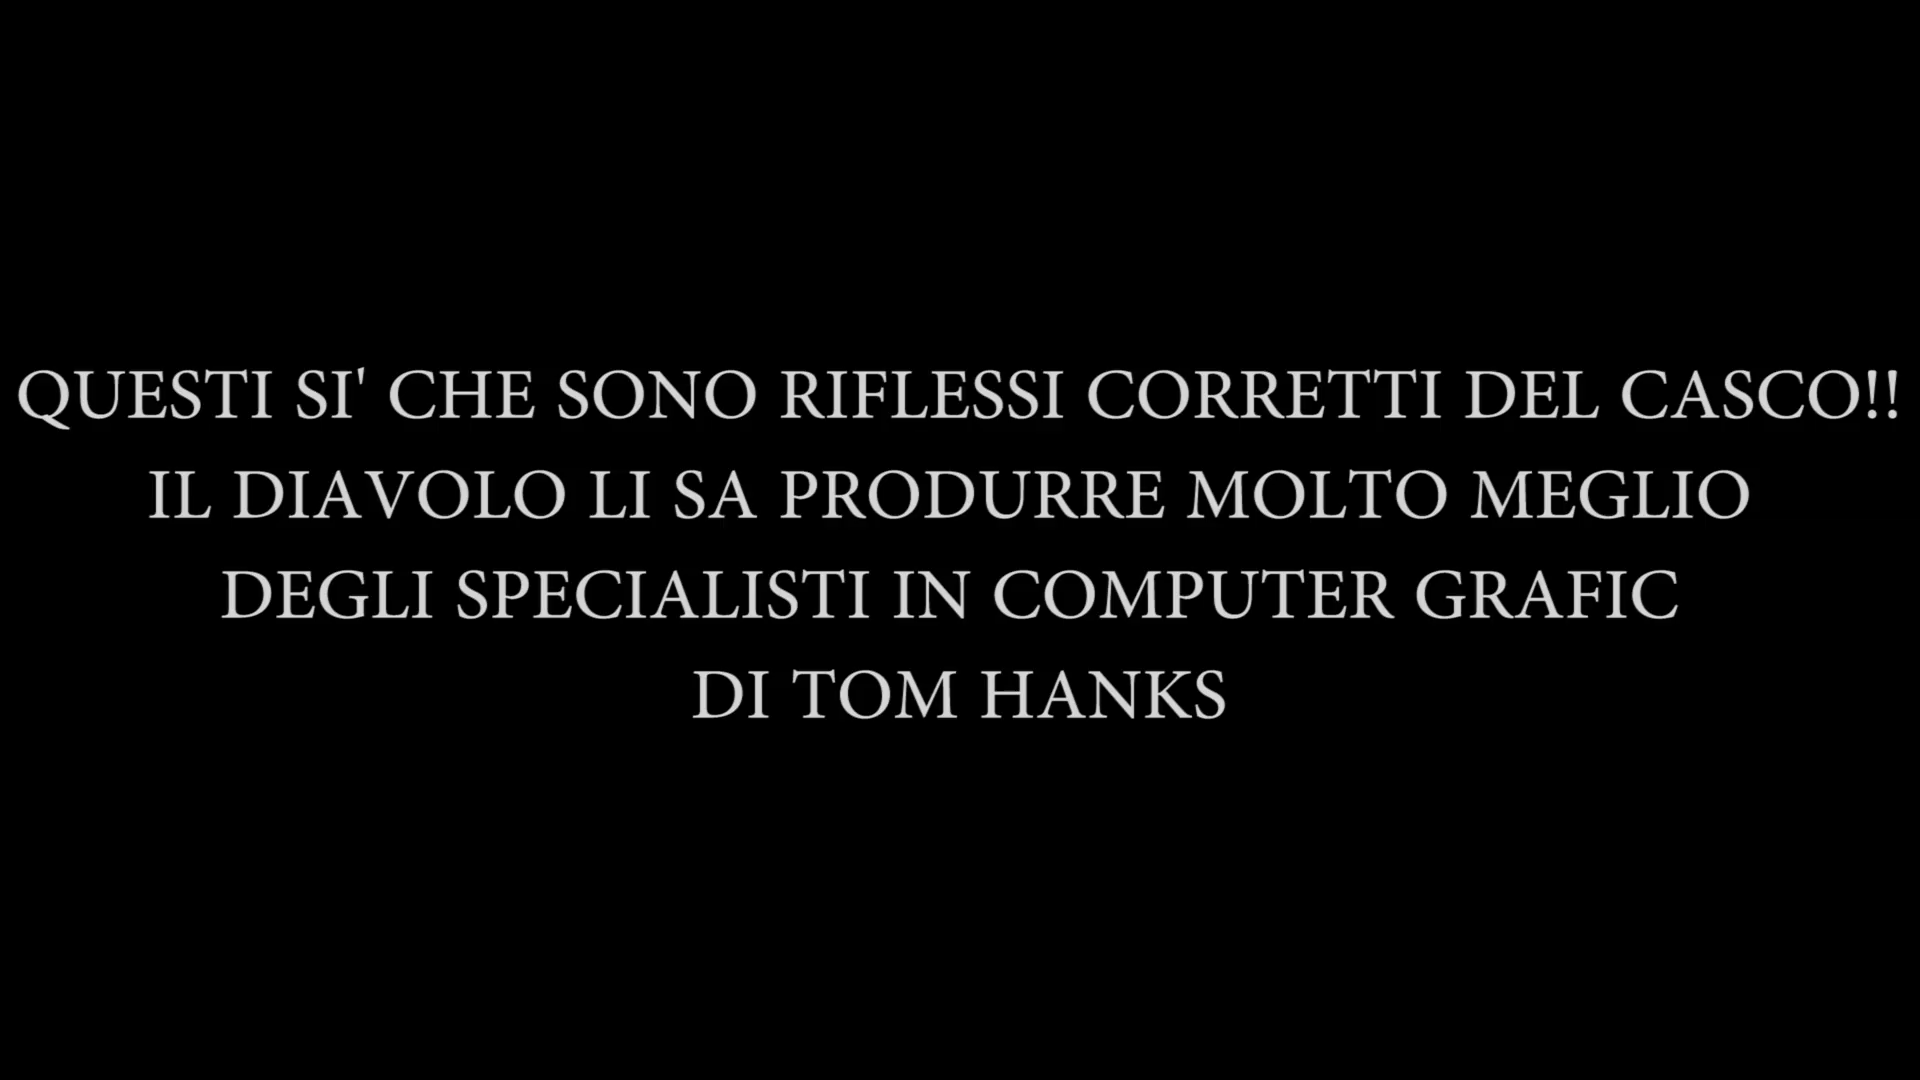 QUESTI SI' CHE SONO RIFLESSI CORRETTI DEL CASCO!!
IL DIAVOLO LI SA PRODURRE MOLTO MEGLIO
DEGLI SPECIALISTI IN COMPUTER GRAFIC
DI TOM HANKS